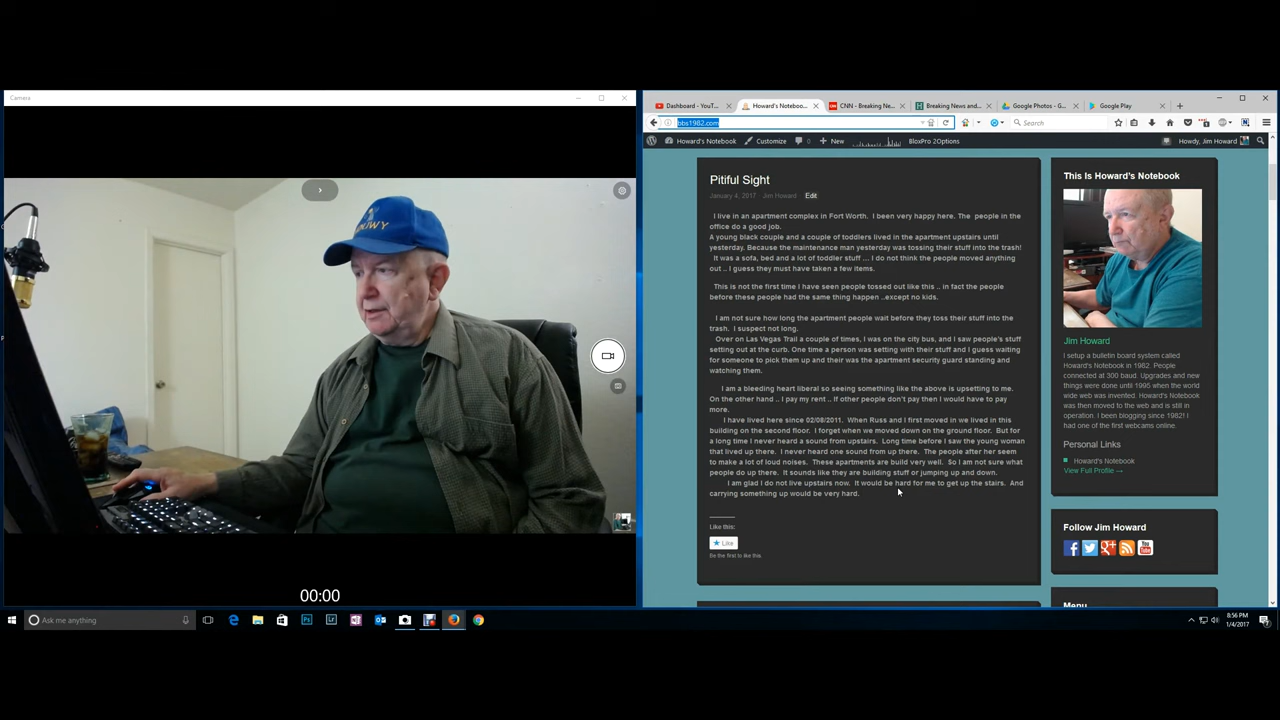 Camera
Dashboard - YouT...
Howard's Noteboo...
CNN - Breaking Ne...
Breaking News and...
Google Photos - G...
Google Play
bbs1982.com
Search
Howard's Notebook
Customize
0
New
BloxPro 2Options
Howdy, Jim Howard
Pitiful Sight
January 4, 2017
Jim Howard
Edit
I live in an apartment complex in Fort Worth. I been very happy here. The people in the
office do a good job.
A young black couple and a couple of toddlers lived in the apartment upstairs until
yesterday. Because the maintenance man yesterday was tossing their stuff into the trash!
It was a sofa, bed and a lot of toddler stuff ... I do not think the people moved anything
out .. I guess they must have taken a few items.
This is not the first time I have seen people tossed out like this .. in fact the people
before these people had the same thing happen ..except no kids.
I am not sure how long the apartment people wait before they toss their stuff into the
trash. I suspect not long.
Over on Las Vegas Trail a couple of times, I was on the city bus, and I saw people's stuff
setting out at the curb. One time a person was setting with their stuff and I guess waiting
for someone to pick them up and their was the apartment security guard standing and
watching them.
I am a bleeding heart liberal so seeing something like the above is upsetting to me.
On the other hand .. I pay my rent .. If other people don't pay then I would have to pay
more.
I have lived here since 02/08/2011. When Russ and I first moved in we lived in this
building on the second floor. I forget when we moved down on the ground floor. But for
a long time I never heard a sound from upstairs. Long time before I saw the young woman
that lived up there. I never heard one sound from up there. The people after her seem
to make a lot of loud noises. These apartments are build very well. So I am not sure what
people do up there. It sounds like they are building stuff or jumping up and down.
I am glad I do not live upstairs now. It would be hard for me to get up the stairs. And
carrying something up would be very hard.
Like this:
Like
Be the first to like this.
This Is Howard's Notebook
Jim Howard
I setup a bulletin board system called
Howard's Notebook in 1982. People
connected at 300 baud. Upgrades and new
things were done until 1995 when the world
wide web was invented. Howard's Notebook
was then moved to the web and is still in
operation. I been blogging since 1982! I
had one of the first webcams online.
Personal Links
Howard's Notebook
View Full Profile →
Follow Jim Howard
You
Tube
Menu
00:00
Ask me anything
8:56 PM
1/4/2017